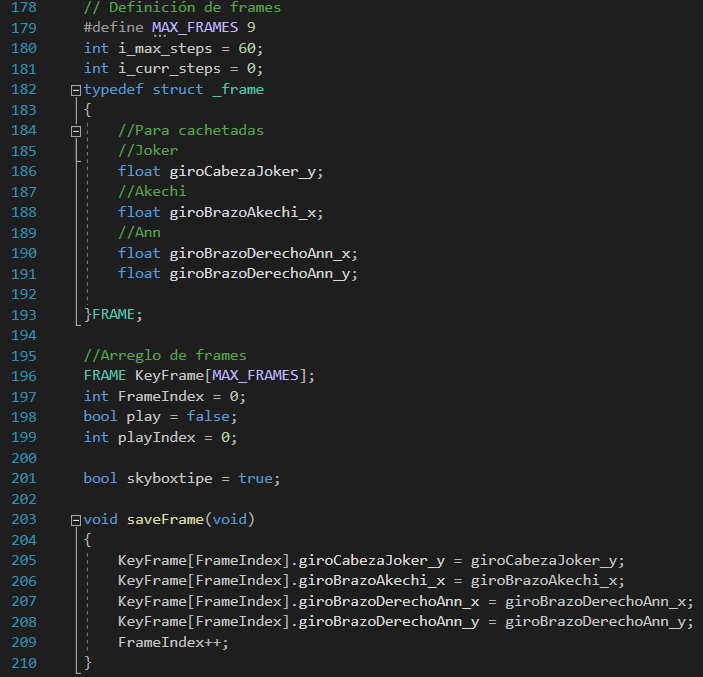 178 // Definición de frames
179 #define MAX_FRAMES 9
180 int i_max_steps = 60;
181 int i_curr_steps = 0;
182 typedef struct _frame
183 {
184 //Para cachetadas
185 //Joker
186 float giroCabezaJoker_y;
187 //Akechi
188 float giroBrazoAkechi_x;
189 //Ann
190 float giroBrazoDerechoAnn_x;
191 float giroBrazoDerechoAnn_y;
192
193 }FRAME;
194
195 //Arreglo de frames
196 FRAME KeyFrame[MAX_FRAMES];
197 int FrameIndex = 0;
198 bool play = false;
199 int playIndex = 0;
200
201 bool skyboxtipe = true;
202
203 void saveFrame(void)
204 {
205 KeyFrame[FrameIndex].giroCabezaJoker_y = giroCabezaJoker_y;
206 KeyFrame[FrameIndex].giroBrazoAkechi_x = giroBrazoAkechi_x;
207 KeyFrame[FrameIndex].giroBrazoDerechoAnn_x = giroBrazoDerechoAnn_x;
208 KeyFrame[FrameIndex].giroBrazoDerechoAnn_y = giroBrazoDerechoAnn_y;
209 FrameIndex++;
210 }